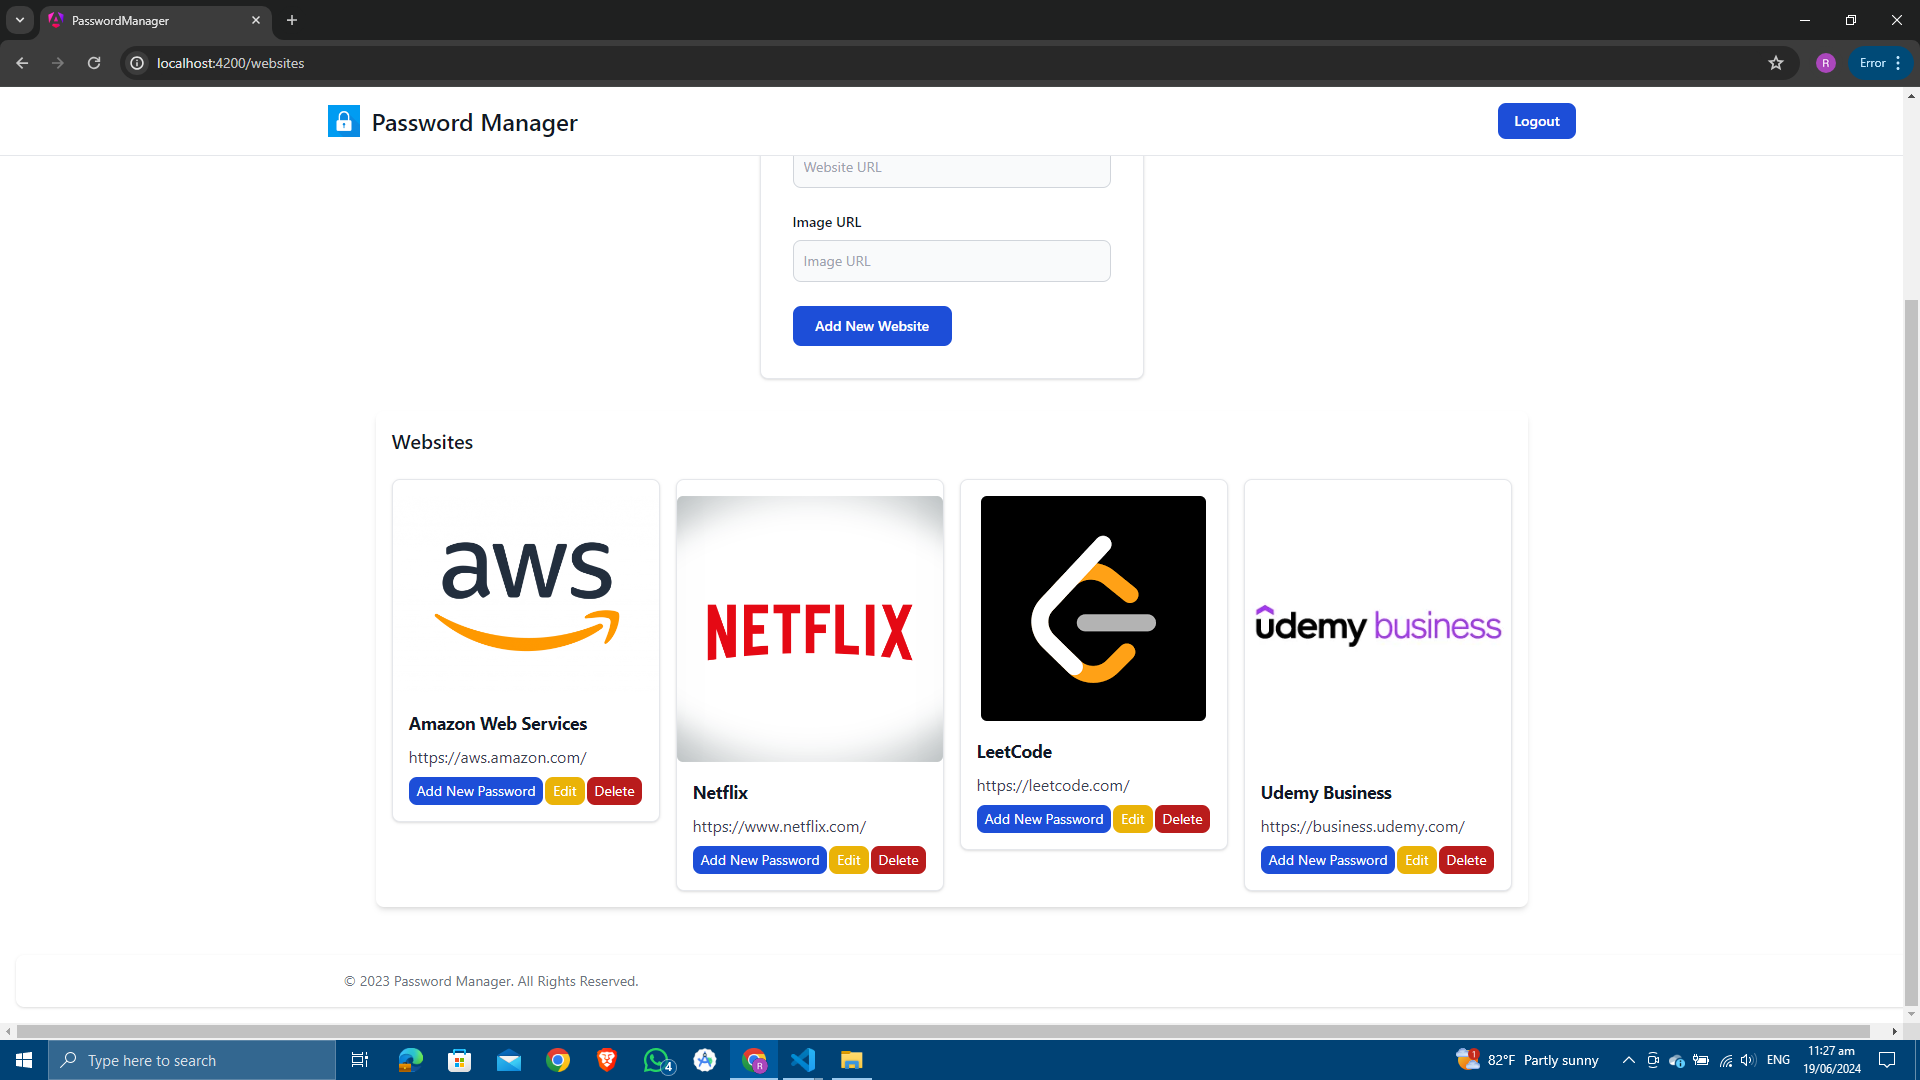 PasswordManager
localhost:4200/websites
R
Error
Password Manager
Logout
Website URL
Image URL
Image URL
Add New Website
Websites
aws
Amazon Web Services
https://aws.amazon.com/
Add New Password Edit Delete
NETFLIX
Netflix
https://www.netflix.com/
Add New Password Edit Delete
LeetCode
https://leetcode.com/
Add New Password Edit Delete
udemy business
Udemy Business
https://business.udemy.com/
Add New Password Edit Delete
© 2023 Password Manager. All Rights Reserved.
Type here to search
4
R
1
82°F Partly sunny
ENG
11:27 am
19/06/2024